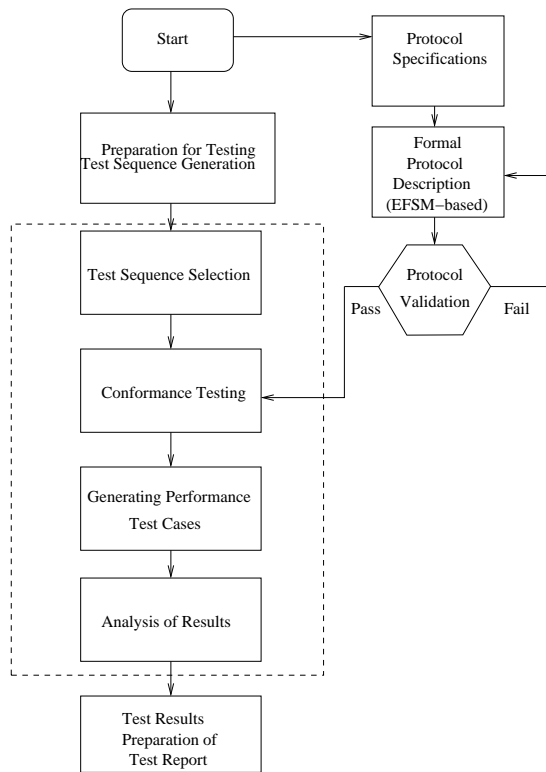 Start
Protocol
Specifications
Preparation for Testing
Test Sequence Generation
Formal
Protocol
Description
(EFSM−based)
Test Sequence Selection
Protocol
Validation
Pass
Fail
Conformance Testing
Generating Performance
Test Cases
Analysis of Results
Test Results
Preparation of
Test Report